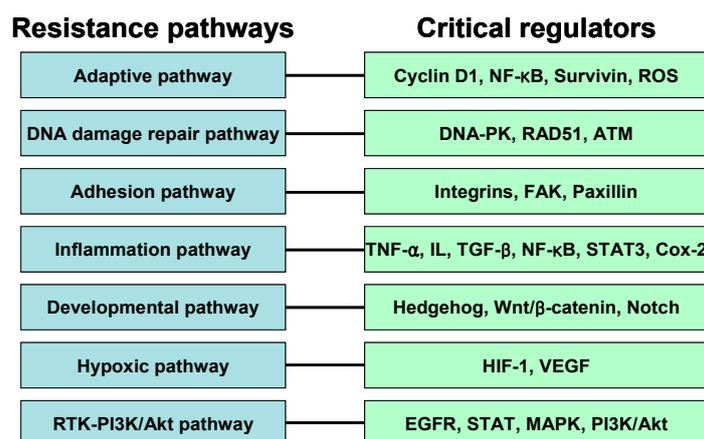 Resistance pathways Critical regulators
Adaptive pathway Cyclin D1, NF-κB, Survivin, ROS
DNA damage repair pathway DNA-PK, RAD51, ATM
Adhesion pathway Integrins, FAK, Paxillin
Inflammation pathway TNF-α, IL, TGF-β, NF-κB, STAT3, Cox-2
Developmental pathway Hedgehog, Wnt/β-catenin, Notch
Hypoxic pathway HIF-1, VEGF
RTK-PI3K/Akt pathway EGFR, STAT, MAPK, PI3K/Akt